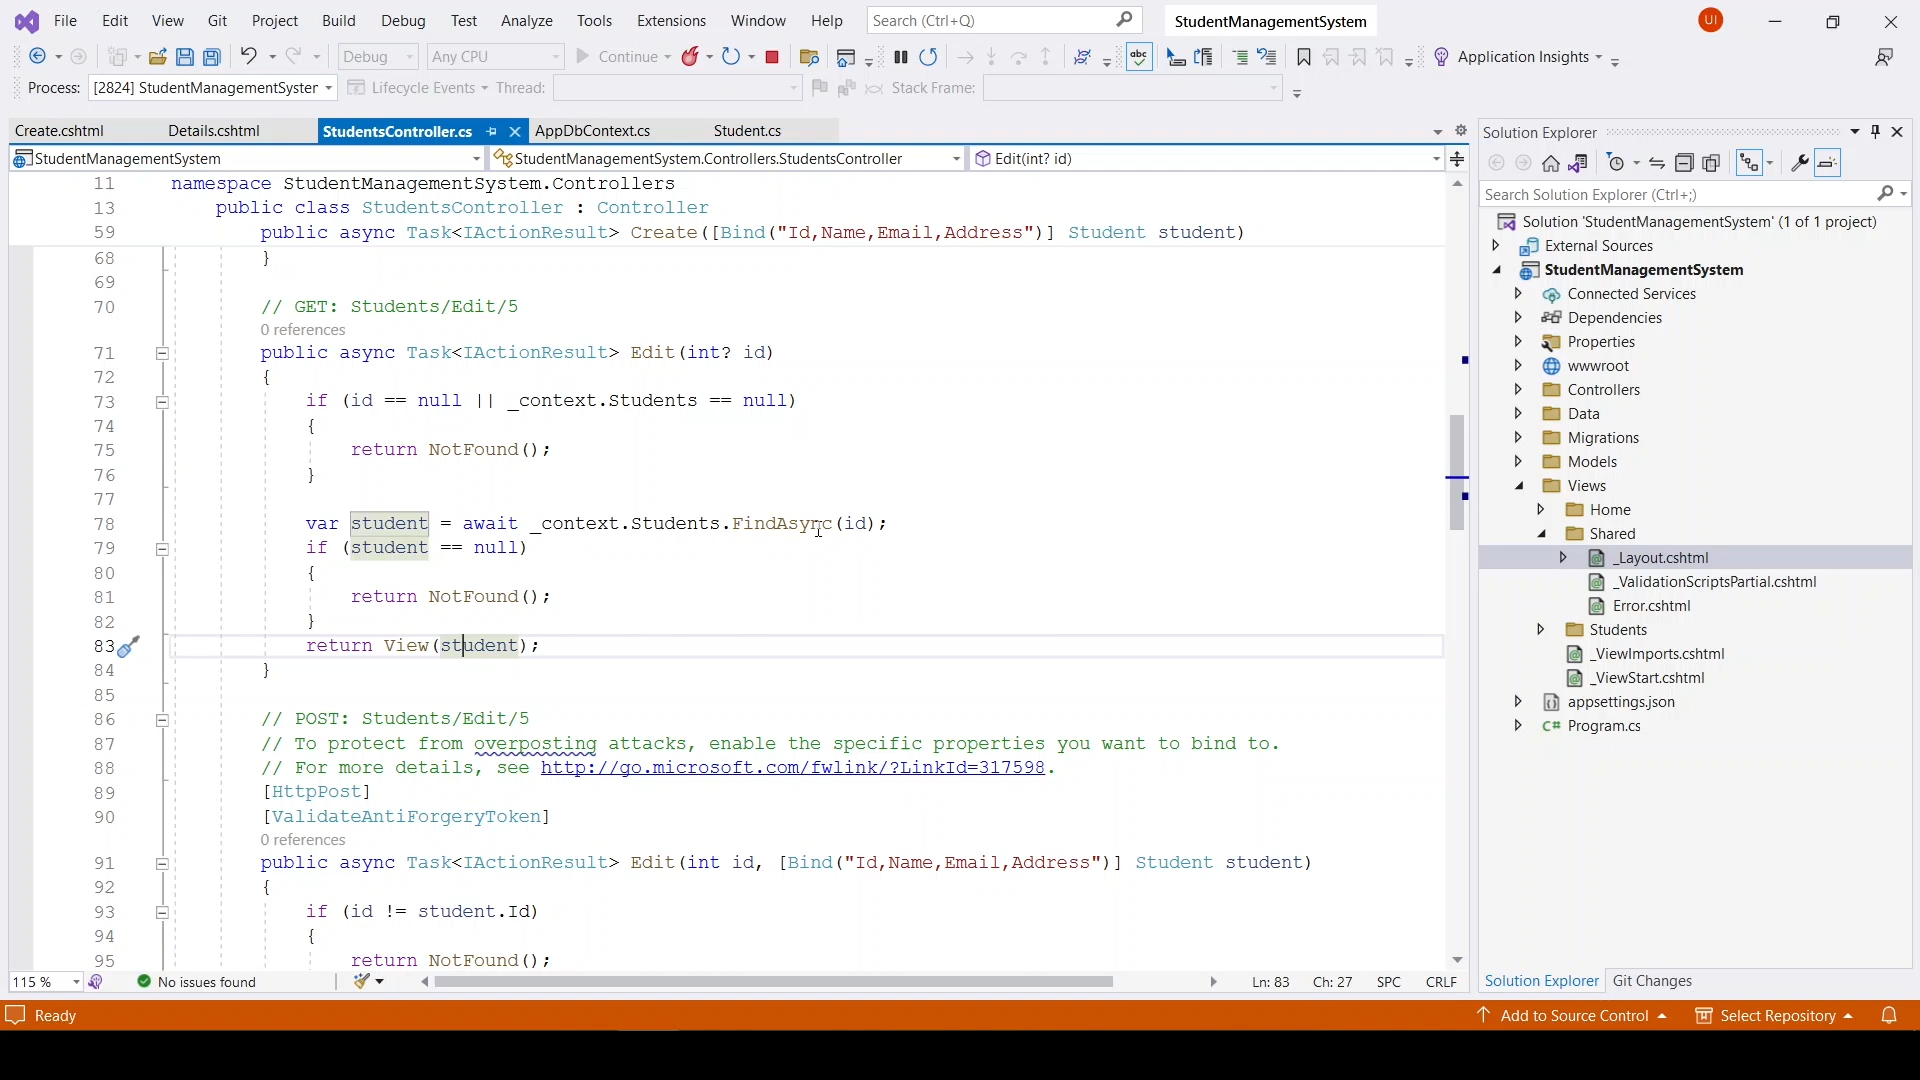 File Edit View Git Project Build Debug Test Analyze Tools Extensions Window Help Search (Ctrl+Q) StudentManagementSystem UI
Debug Any CPU Continue abc Application Insights
Process: [2824] StudentManagementSyster Lifecycle Events Thread: Stack Frame:
Create.cshtml Details.cshtml StudentsController.cs AppDbContext.cs Student.cs
StudentManagementSystem StudentManagementSystem.Controllers.StudentsController Edit(int? id)
11 namespace StudentManagementSystem.Controllers
13 public class StudentsController : Controller
59 public async Task<IActionResult> Create([Bind("Id,Name,Email,Address")] Student student)
68 }
69
70 // GET: Students/Edit/5
0 references
71 public async Task<IActionResult> Edit(int? id)
72 {
73 if (id == null || _context.Students == null)
74 {
75 return NotFound();
76 }
77
78 var student = await _context.Students.FindAsync(id);
79 if (student == null)
80 {
81 return NotFound();
82 }
83 return View(student);
84 }
85
86 // POST: Students/Edit/5
87 // To protect from overposting attacks, enable the specific properties you want to bind to.
88 // For more details, see http://go.microsoft.com/fwlink/?LinkId=317598.
89 [HttpPost]
90 [ValidateAntiForgeryToken]
0 references
91 public async Task<IActionResult> Edit(int id, [Bind("Id,Name,Email,Address")] Student student)
92 {
93 if (id != student.Id)
94 {
95 return NotFound();
115 % No issues found Ln: 83 Ch: 27 SPC CRLF
Solution Explorer
Search Solution Explorer (Ctrl+;)
Solution 'StudentManagementSystem' (1 of 1 project)
External Sources
StudentManagementSystem
Connected Services
Dependencies
Properties
wwwroot
Controllers
Data
Migrations
Models
Views
Home
Shared
_Layout.cshtml
_ValidationScriptsPartial.cshtml
Error.cshtml
Students
_ViewImports.cshtml
_ViewStart.cshtml
appsettings.json
C# Program.cs
Solution Explorer Git Changes
Ready Add to Source Control Select Repository